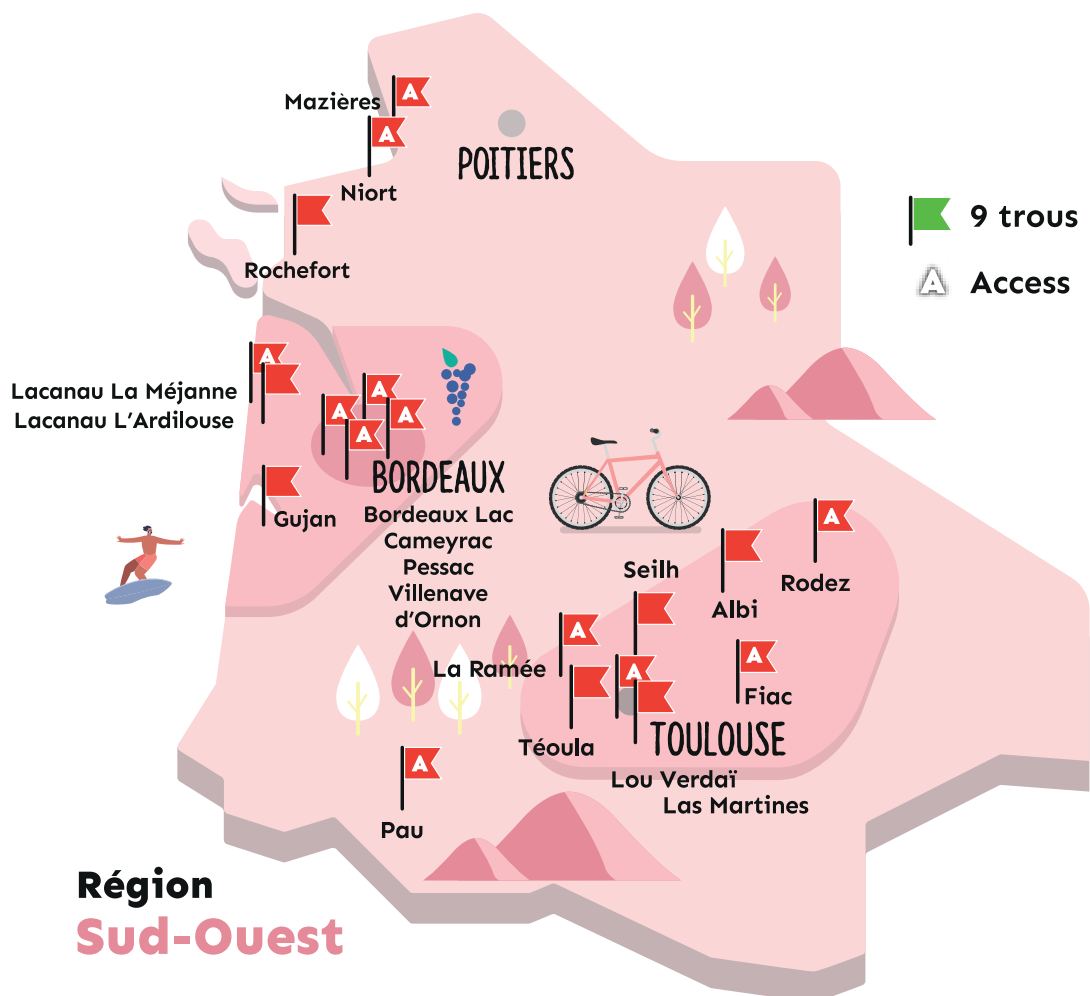 Mazières
A
A
Niort
POITIERS
Rochefort
9 trous
A Access
A
Lacanau La Méjanne
Lacanau L'Ardilouse
A
A
A
A
BORDEAUX
Bordeaux Lac
Cameyrac
Pessac
Villenave
d'Ornon
Gujan
A
Rodez
Albi
Seilh
A
La Ramée
A
A
Fiac
Téoula
TOULOUSE
Lou Verdaï
Las Martines
A
Pau
Région
Sud-Ouest